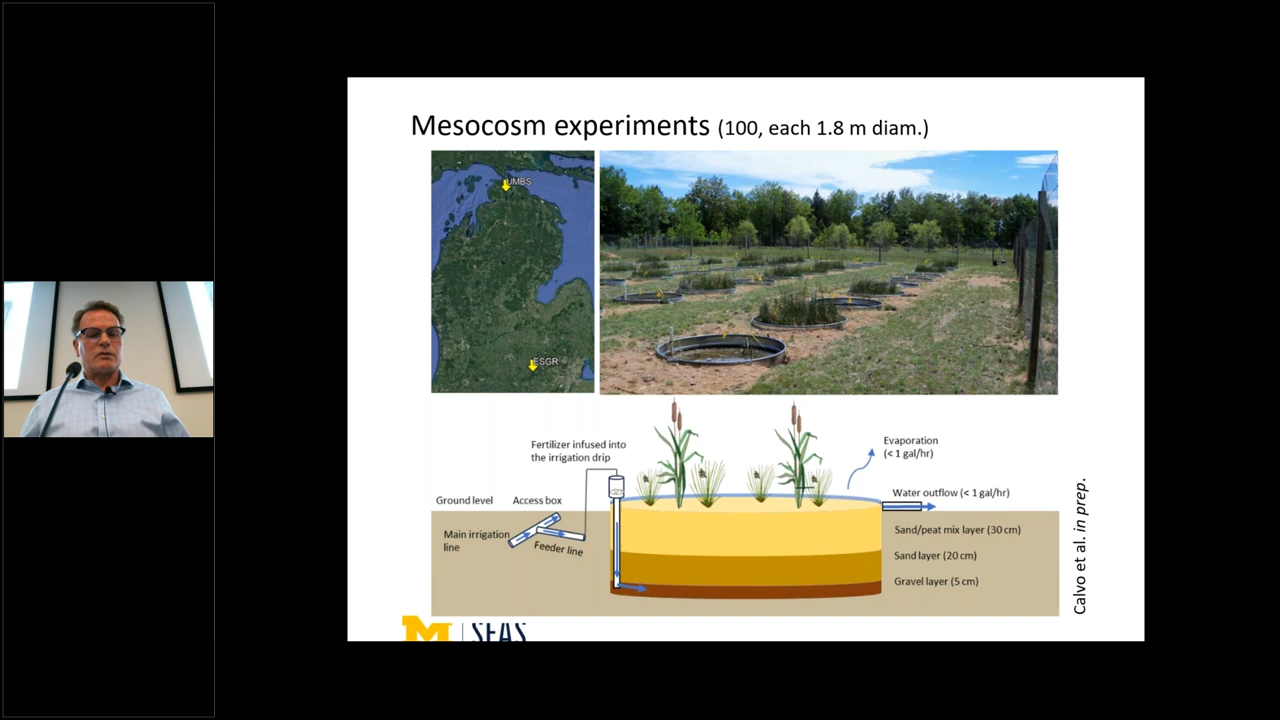 Mesocosm experiments (100, each 1.8 m diam.)
UMBS
ESGR
Fertilizer infused into
the irrigation drip
Evaporation
(< 1 gal/hr)
Ground level
Access box
Water outflow (< 1 gal/hr)
Main irrigation
line
Feeder line
Sand/peat mix layer (30 cm)
Sand layer (20 cm)
Gravel layer (5 cm)
Calvo et al. in prep.
M | SEAS